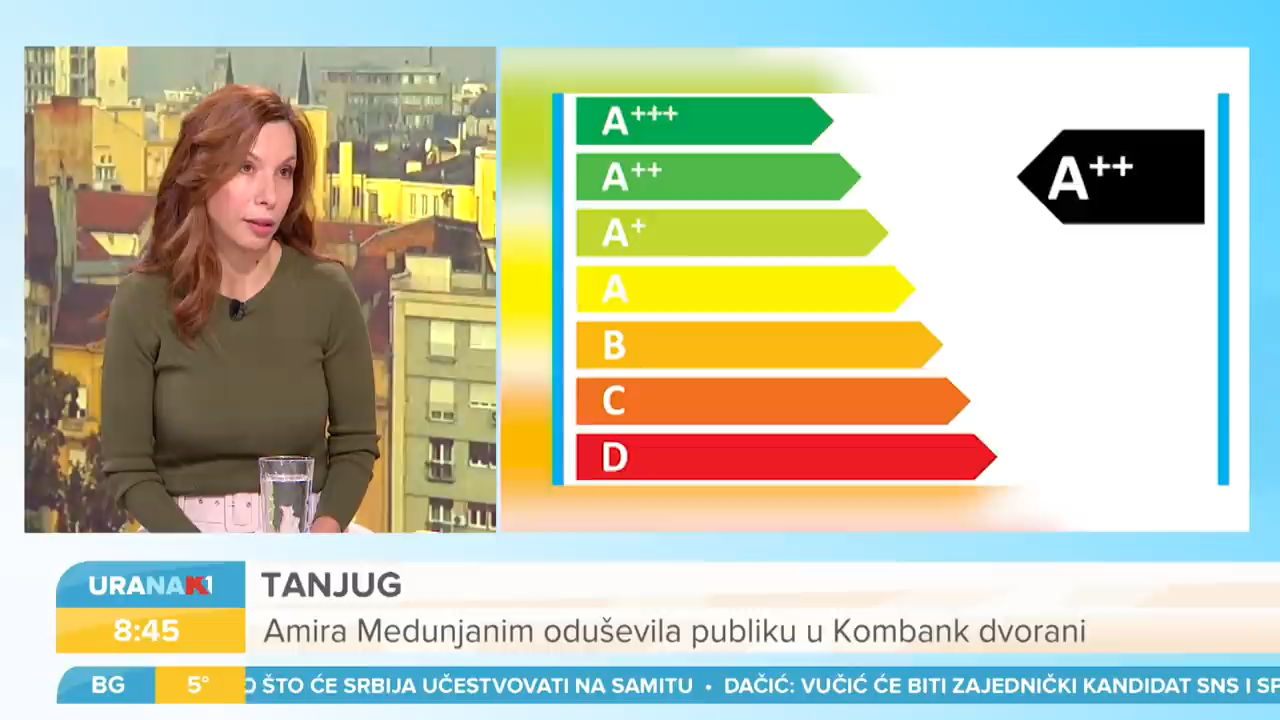 A+++
A++
A+
A
B
C
D
A++
URANAK1
TANJUG
8:45
Amira Medunjanim oduševila publiku u Kombank dvorani
BG
5°
ŠTO ĆE SRBIJA UČESTVOVATI NA SAMITU • DAČIĆ: VUČIĆ ĆE BITI ZAJEDNIČKI KANDIDAT SNS I